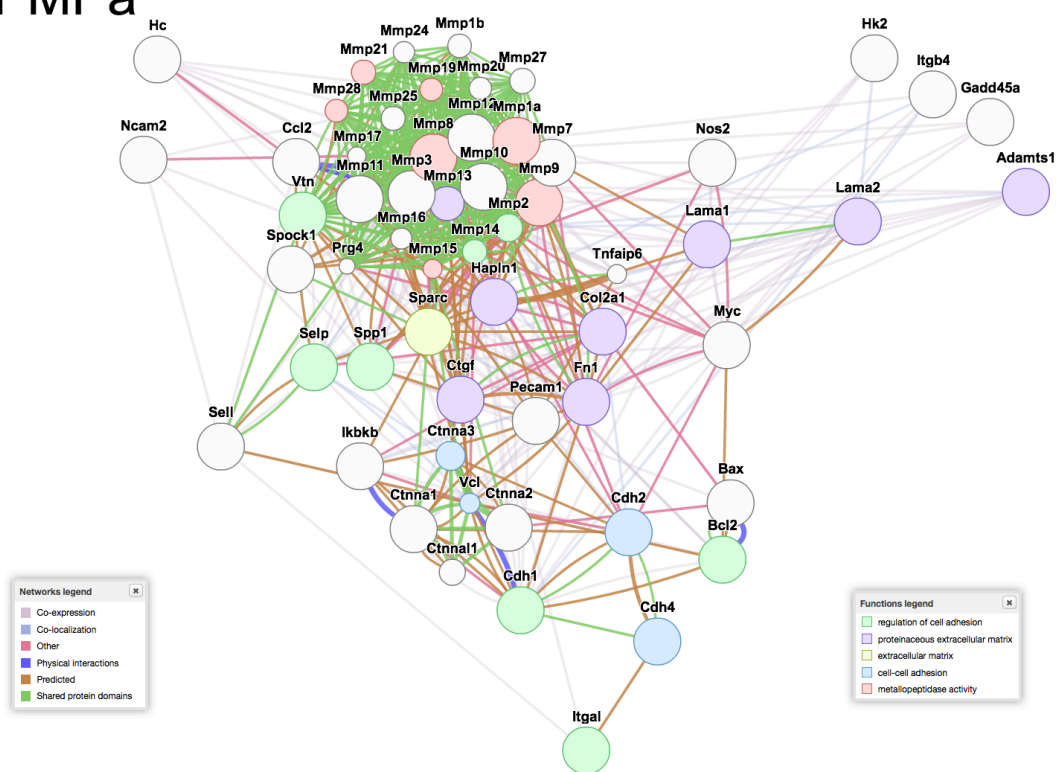 MPa
Hc
Mmp24
Mmp1b
Hk2
Mmp21
Mmp19
Mmp20
Mmp27
Itgb4
Mmp28
Mmp25
Mmp12
Mmp1a
Gadd45a
Ncam2
Ccl2
Mmp17
Mmp8
Mmp7
Nos2
Mmp11
Mmp3
Mmp10
Mmp9
Adamts1
Vtn
Mmp13
Mmp2
Lama1
Lama2
Spock1
Mmp16
Mmp14
Prg4
Mmp15
Hapln1
Tnfaip6
Sparc
Col2a1
Myc
Selp
Spp1
Ctgf
Fn1
Pecam1
Sell
Ikbkb
Ctnna3
Bax
Ctnna1
Vcl
Ctnna2
Cdh2
Bcl2
Ctnnal1
Cdh1
Cdh4
Itgal
Networks legend
Co-expression
Co-localization
Other
Physical interactions
Predicted
Shared protein domains
Functions legend
regulation of cell adhesion
proteinaceous extracellular matrix
extracellular matrix
cell-cell adhesion
metallopeptidase activity